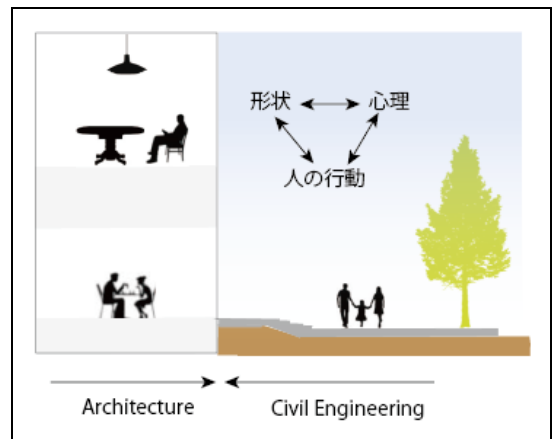 形状
心理
人の行動
Architecture
Civil Engineering